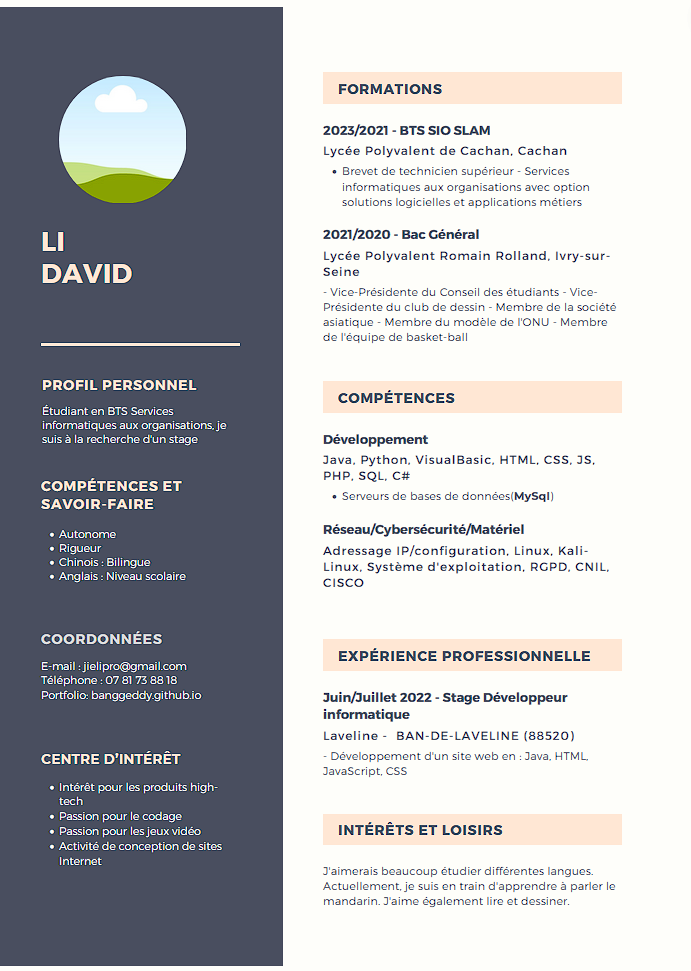 LI
DAVID
PROFIL PERSONNEL
Étudiant en BTS Services
informatiques aux organisations, je
suis à la recherche d'un stage
COMPÉTENCES ET
SAVOIR-FAIRE
• Autonome
• Rigueur
• Chinois : Bilingue
• Anglais : Niveau scolaire
COORDONNÉES
E-mail : jielipro@gmail.com
Téléphone : 07 81 73 88 18
Portfolio: banggeddy.github.io
CENTRE D'INTÉRÊT
• Intérêt pour les produits high-
tech
• Passion pour le codage
• Passion pour les jeux vidéo
• Activité de conception de sites
Internet
FORMATIONS
2023/2021 - BTS SIO SLAM
Lycée Polyvalent de Cachan, Cachan
• Brevet de technicien supérieur - Services
informatiques aux organisations avec option
solutions logicielles et applications métiers
2021/2020 - Bac Général
Lycée Polyvalent Romain Rolland, Ivry-sur-
Seine
- Vice-Présidente du Conseil des étudiants - Vice-
Présidente du club de dessin - Membre de la société
asiatique - Membre du modèle de l'ONU - Membre
de l'équipe de basket-ball
COMPÉTENCES
Développement
Java, Python, VisualBasic, HTML, CSS, JS,
PHP, SQL, C#
• Serveurs de bases de données(MySql)
Réseau/Cybersécurité/Matériel
Adressage IP/configuration, Linux, Kali-
Linux, Système d'exploitation, RGPD, CNIL,
CISCO
EXPÉRIENCE PROFESSIONNELLE
Juin/Juillet 2022 - Stage Développeur
informatique
Laveline - BAN-DE-LAVELINE (88520)
- Développement d'un site web en : Java, HTML,
JavaScript, CSS
INTÉRÊTS ET LOISIRS
J'aimerais beaucoup étudier différentes langues.
Actuellement, je suis en train d'apprendre à parler le
mandarin. J'aime également lire et dessiner.